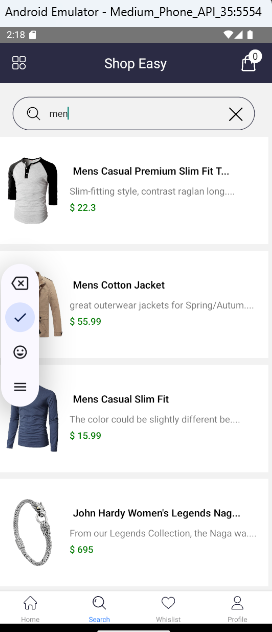 Android Emulator - Medium_Phone_API_35:5554
2:18
Shop Easy
0
men
Mens Casual Premium Slim Fit T...
Slim-fitting style, contrast raglan long....
$ 22.3
Mens Cotton Jacket
great outerwear jackets for Spring/Autum....
$ 55.99
Mens Casual Slim Fit
The color could be slightly different be....
$ 15.99
John Hardy Women's Legends Nag...
From our Legends Collection, the Naga wa....
$ 695
Home
Search
Whislist
Profile